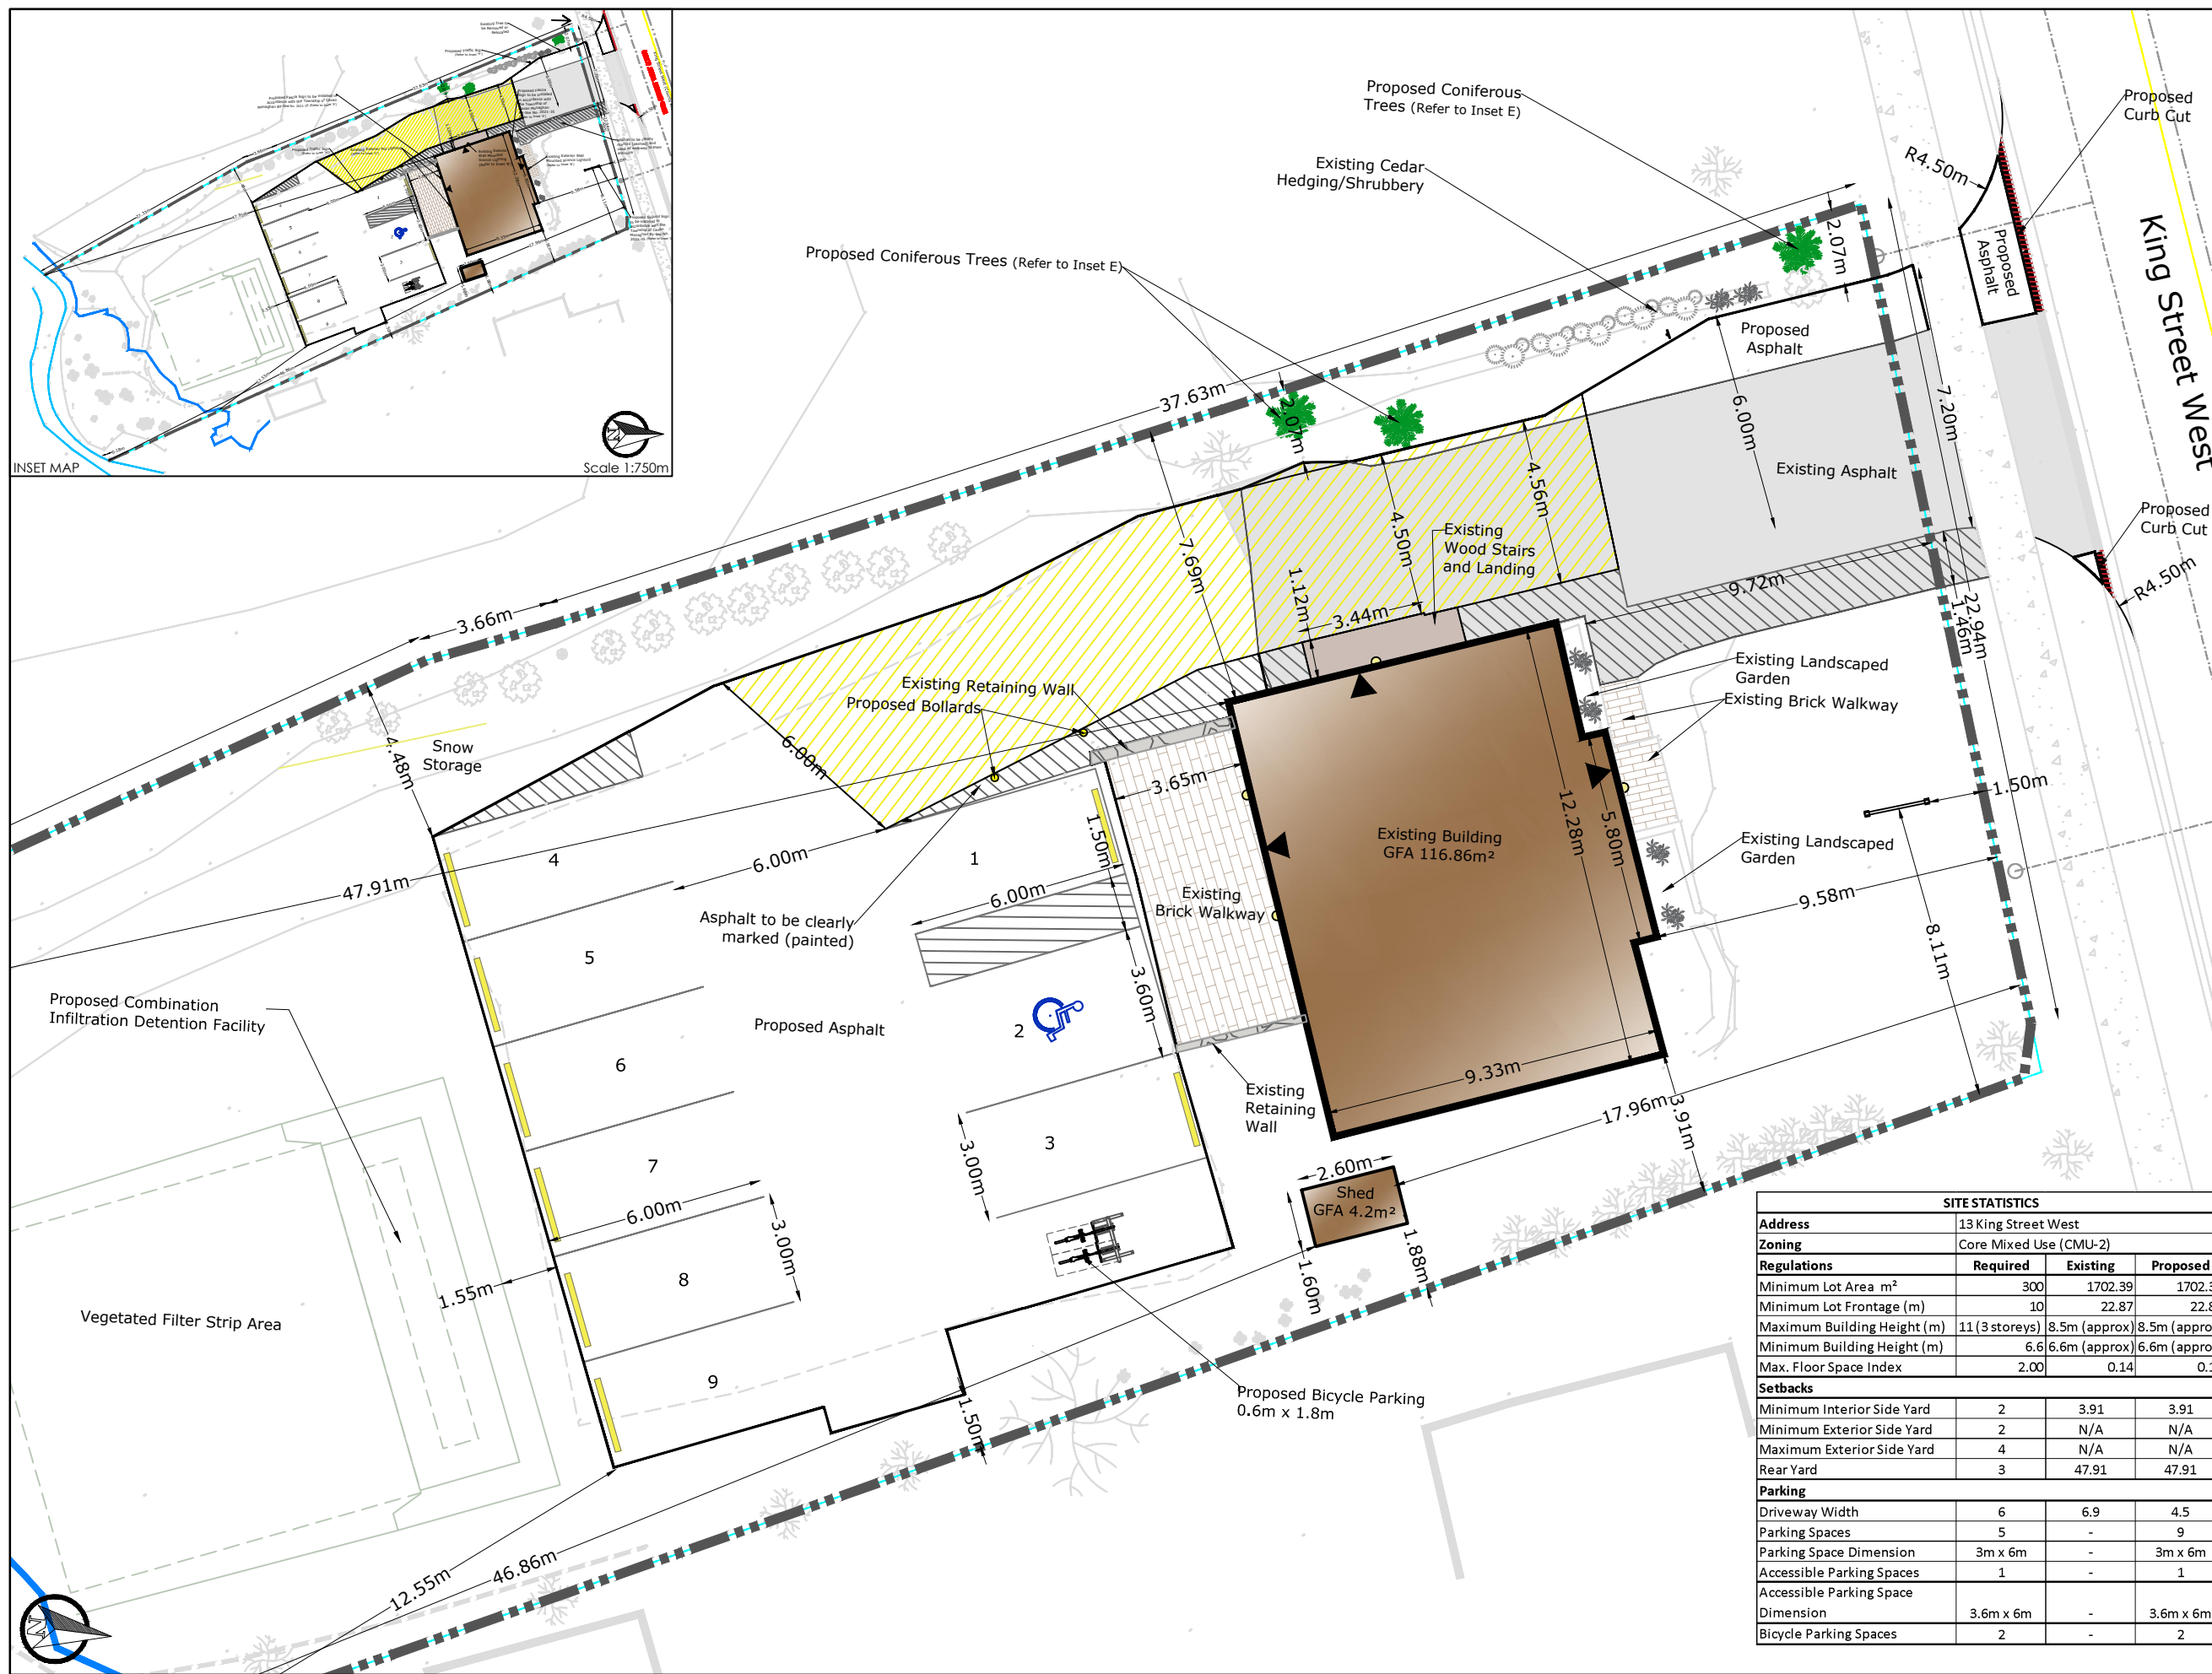 INSET MAP
Scale 1:750m
N
Proposed Coniferous
Trees (Refer to Inset E)
Existing Cedar
Hedging/Shrubbery
Proposed Coniferous Trees (Refer to Inset E)
Proposed
Curb Cut
R4.50m
Proposed
Asphalt
King Street West
2.07m
Proposed
Asphalt
7.20m
6.00m
Existing Asphalt
Proposed
Curb Cut
R4.50m
37.63m
2.07m
4.56m
4.50m
Existing
Wood Stairs
and Landing
7.69m
1.12m
3.44m
9.72m
22.94m
1.46m
3.66m
Existing Retaining Wall
Proposed Bollards
Existing Landscaped
Garden
Existing Brick Walkway
Snow
Storage
4.48m
6.00m
3.65m
1.50m
12.28m
5.80m
Existing Building
GFA 116.86m²
Existing Landscaped
Garden
4
6.00m
1
1.50m
47.91m
6.00m
Existing
Brick Walkway
9.58m
Asphalt to be clearly
marked (painted)
8.11m
5
3.60m
Proposed Combination
Infiltration Detention Facility
Proposed Asphalt
2
6
9.33m
Existing
Retaining
Wall
17.96m
3.91m
7
3
3.00m
2.60m
Shed
GFA 4.2m²
6.00m
3.00m
8
1.60m
1.88m
1.55m
Vegetated Filter Strip Area
9
Proposed Bicycle Parking
0.6m x 1.8m
1.50m
12.55m
46.86m
N
SITE STATISTICS
Address 13 King Street West
Zoning Core Mixed Use (CMU-2)
Regulations Required Existing Proposed
Minimum Lot Area m² 300 1702.39 1702.3
Minimum Lot Frontage (m) 10 22.87 22.8
Maximum Building Height (m) 11 (3 storeys) 8.5m (approx) 8.5m (appro
Minimum Building Height (m) 6.6 6.6m (approx) 6.6m (appro
Max. Floor Space Index 2.00 0.14 0.1
Setbacks
Minimum Interior Side Yard 2 3.91 3.91
Minimum Exterior Side Yard 2 N/A N/A
Maximum Exterior Side Yard 4 N/A N/A
Rear Yard 3 47.91 47.91
Parking
Driveway Width 6 6.9 4.5
Parking Spaces 5 - 9
Parking Space Dimension 3m x 6m - 3m x 6m
Accessible Parking Spaces 1 - 1
Accessible Parking Space
Dimension 3.6m x 6m - 3.6m x 6m
Bicycle Parking Spaces 2 - 2